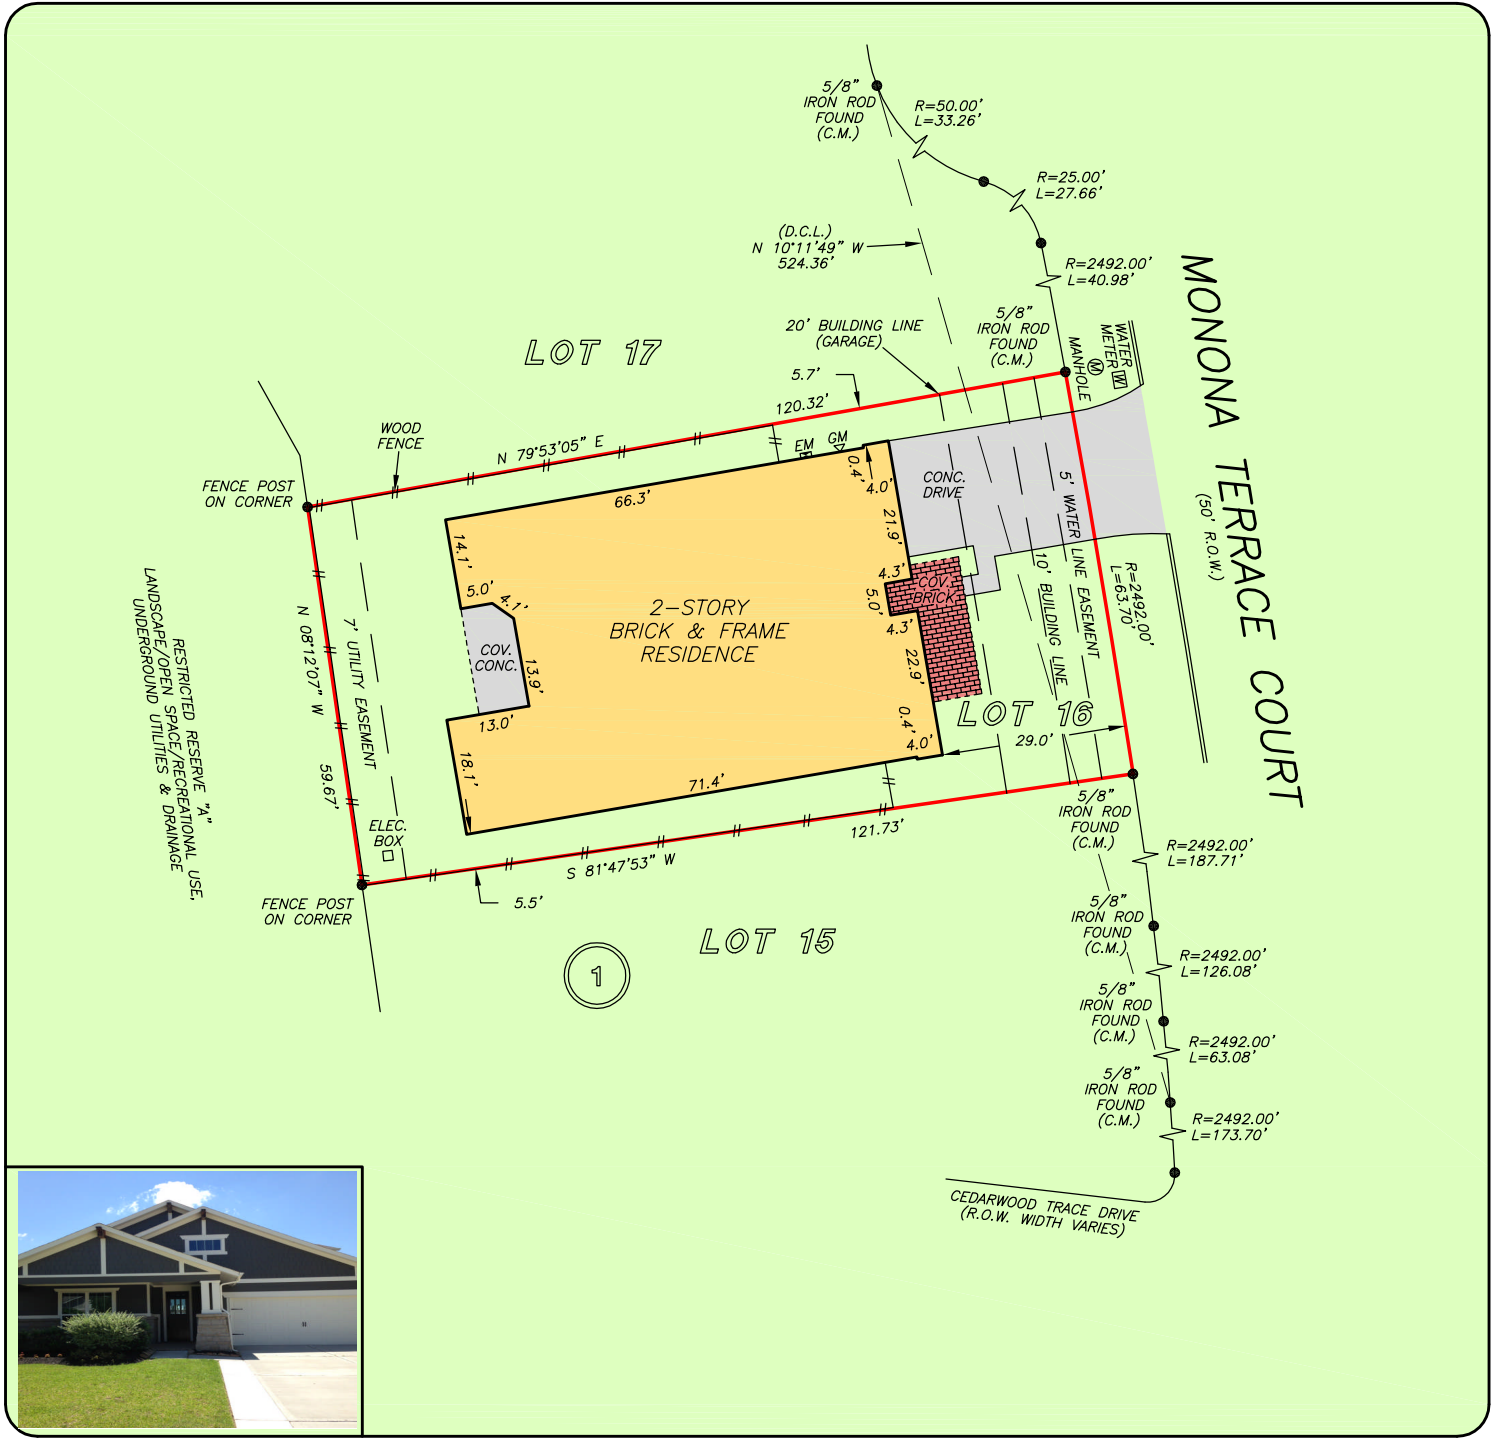 5/8"
IRON ROD
FOUND
(C.M.)
R=50.00'
L=33.26'
R=25.00'
L=27.66'
(D.C.L.)
N 10°11'49" W
524.36'
R=2492.00'
L=40.98'
MONONA TERRACE COURT
(50' R.O.W.)
20' BUILDING LINE
(GARAGE)
5/8"
IRON ROD
FOUND
(C.M.)
MANHOLE
M
WATER
METER
W
LOT 17
5.7'
120.32'
WOOD
FENCE
N 79°53'05" E
EM
GM
FENCE POST
ON CORNER
66.3'
0.4'
4.0'
CONC.
DRIVE
21.9'
5' WATER LINE EASEMENT
14.1'
5.0'
4.1'
4.3'
5.0'
4.3'
COV.
BRICK
10' BUILDING LINE
R=2492.00'
L=63.70'
2-STORY
BRICK & FRAME
RESIDENCE
COV.
CONC.
13.9'
13.0'
22.9'
RESTRICTED RESERVE "A"
LANDSCAPE/OPEN SPACE/RECREATIONAL USE,
UNDERGROUND UTILITIES & DRAINAGE
N 08°12'07" W
59.67'
7' UTILITY EASEMENT
18.1'
71.4'
0.4'
4.0'
LOT 16
29.0'
ELEC.
BOX
121.73'
S 81°47'53" W
5.5'
FENCE POST
ON CORNER
5/8"
IRON ROD
FOUND
(C.M.)
R=2492.00'
L=187.71'
LOT 15
1
5/8"
IRON ROD
FOUND
(C.M.)
R=2492.00'
L=126.08'
5/8"
IRON ROD
FOUND
(C.M.)
R=2492.00'
L=63.08'
5/8"
IRON ROD
FOUND
(C.M.)
R=2492.00'
L=173.70'
CEDARWOOD TRACE DRIVE
(R.O.W. WIDTH VARIES)